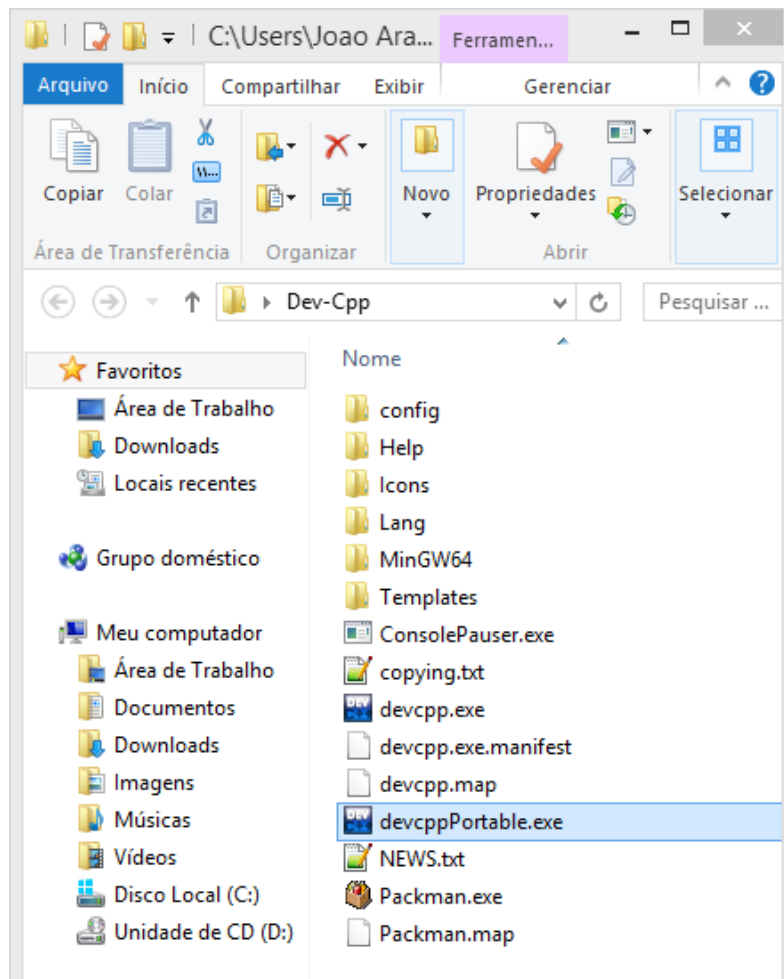 C:\Users\Joao Ara... Ferramen...
Arquivo Início Compartilhar Exibir Gerenciar
Copiar Colar Novo Propriedades Selecionar
Área de Transferência Organizar Abrir
Dev-Cpp Pesquisar ...
Nome
Favoritos
Área de Trabalho
Downloads
Locais recentes
Grupo doméstico
Meu computador
Área de Trabalho
Documentos
Downloads
Imagens
Músicas
Vídeos
Disco Local (C:)
Unidade de CD (D:)
config
Help
Icons
Lang
MinGW64
Templates
ConsolePauser.exe
copying.txt
devcpp.exe
devcpp.exe.manifest
devcpp.map
devcppPortable.exe
NEWS.txt
Packman.exe
Packman.map